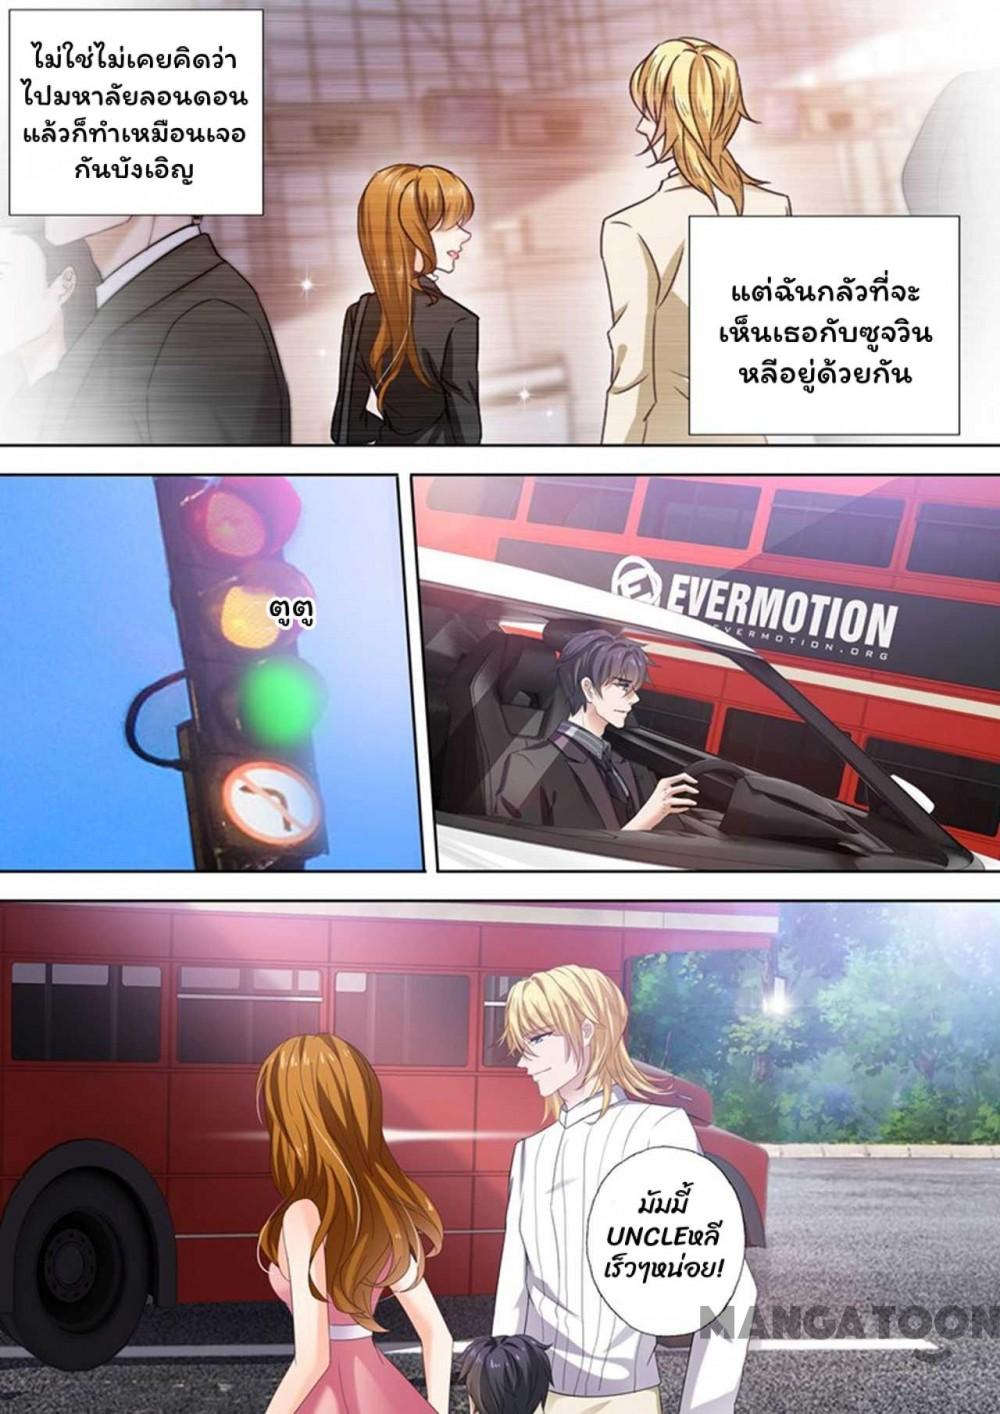 ไม่ใช่ไม่เคยคิดว่า
ไปมหาลัยลอนดอน
แล้วก็ทำเหมือนเจอ
กันบังเอิญ
แต่ฉันกลัวที่จะ
เห็นเธอกับซูจวิน
หลีอยู่ด้วยกัน
ตูตู
EVERMOTION
EVERMOTION.ORG
มัมมี้
UNCLEหลี
เร็วๆหน่อย!
MANGATOON